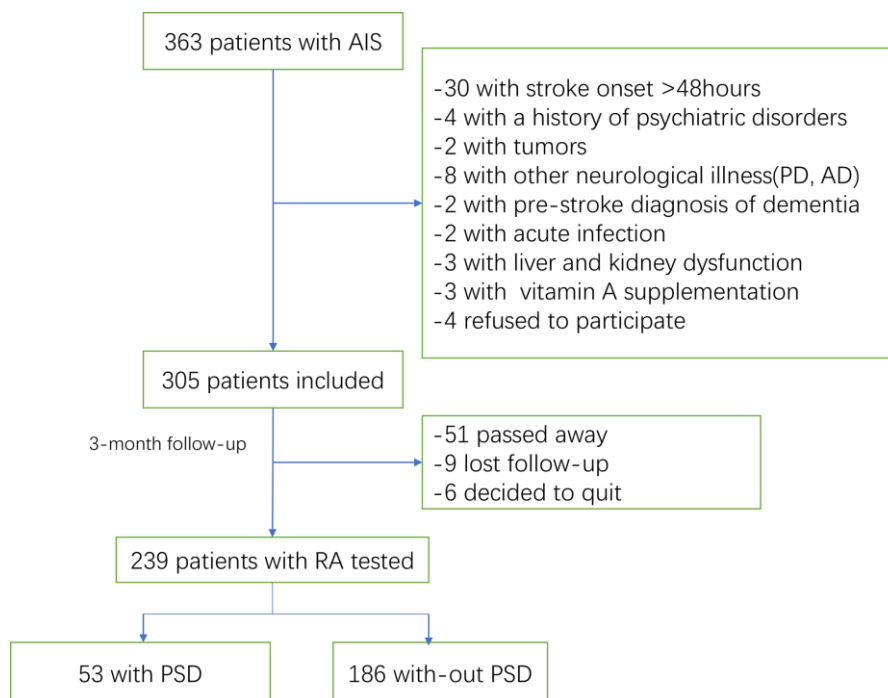 363 patients with AIS
-30 with stroke onset >48hours
-4 with a history of psychiatric disorders
-2 with tumors
-8 with other neurological illness(PD, AD)
-2 with pre-stroke diagnosis of dementia
-2 with acute infection
-3 with liver and kidney dysfunction
-3 with vitamin A supplementation
-4 refused to participate
305 patients included
3-month follow-up
-51 passed away
-9 lost follow-up
-6 decided to quit
239 patients with RA tested
53 with PSD
186 with-out PSD